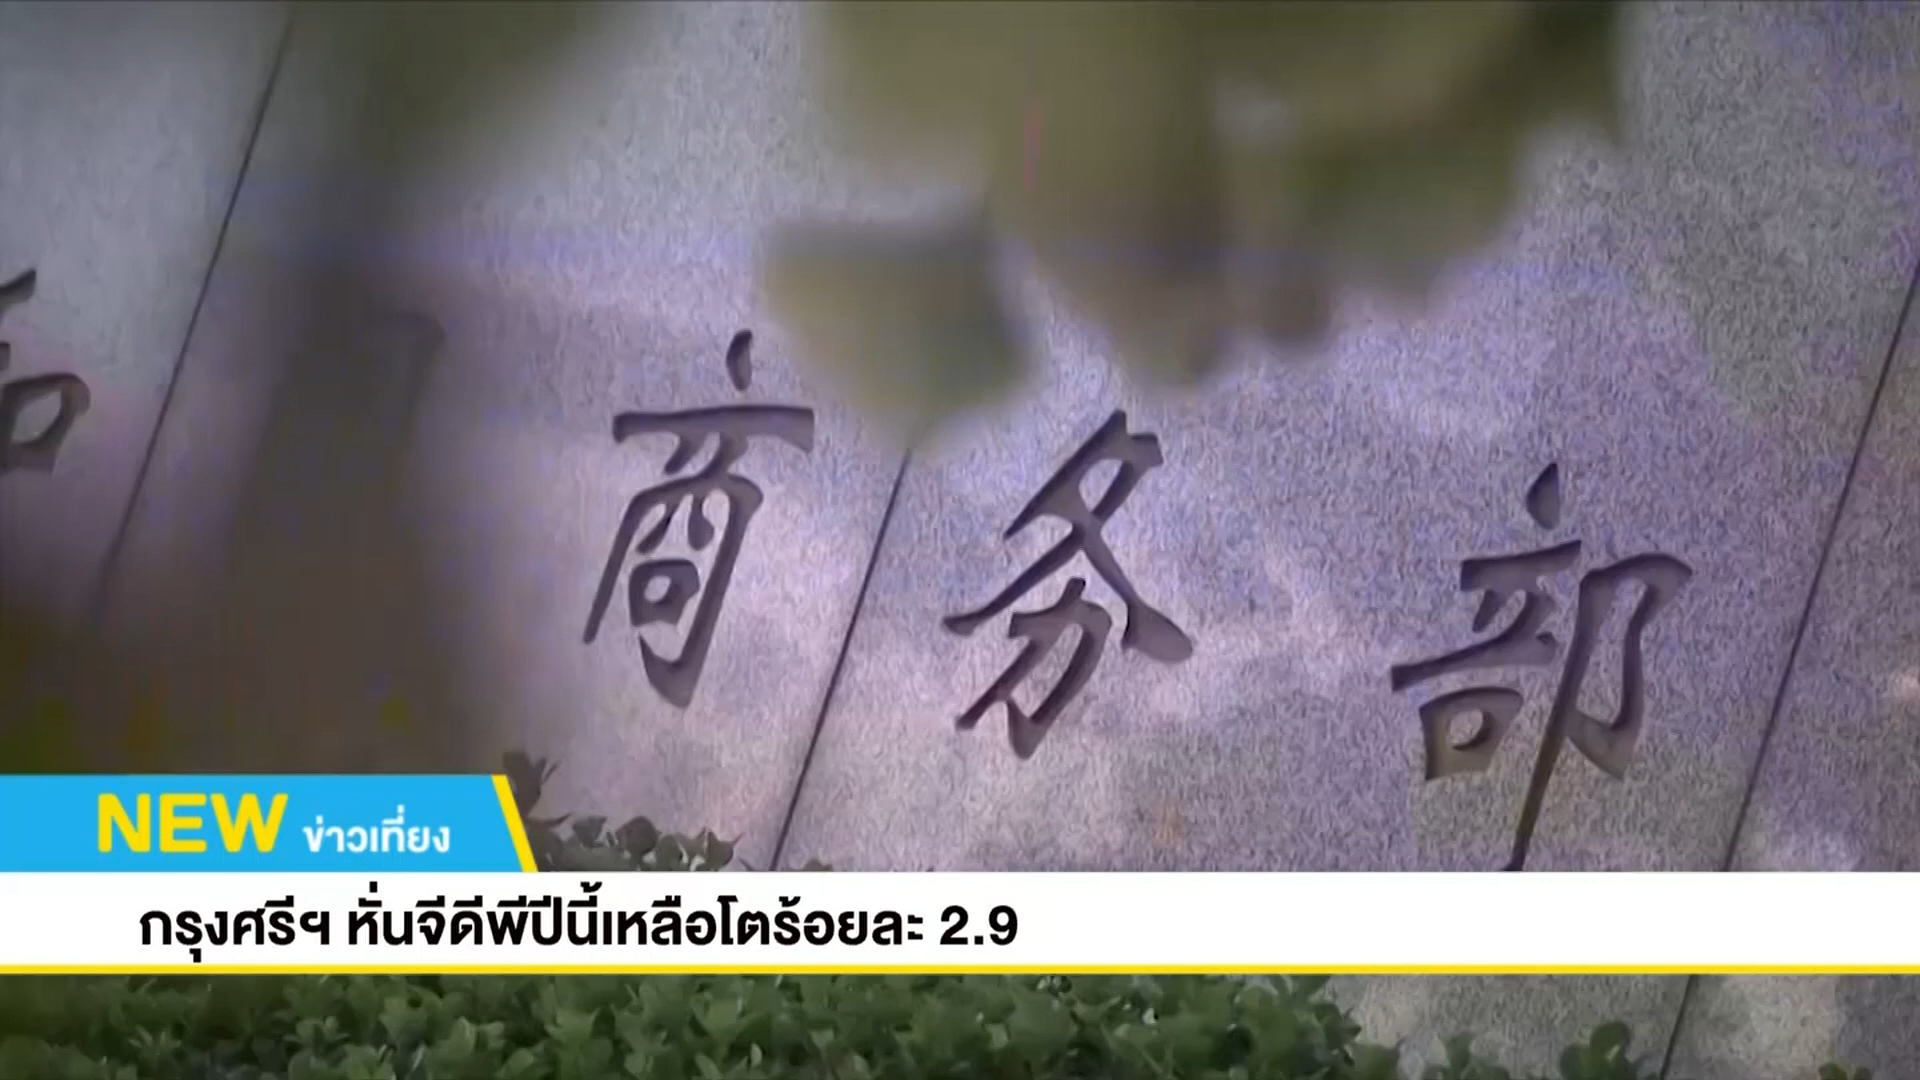 商务部
NEW ข่าวเที่ยง
กรุงศรีฯ หั่นจีดีพีปีนี้เหลือโตร้อยละ 2.9